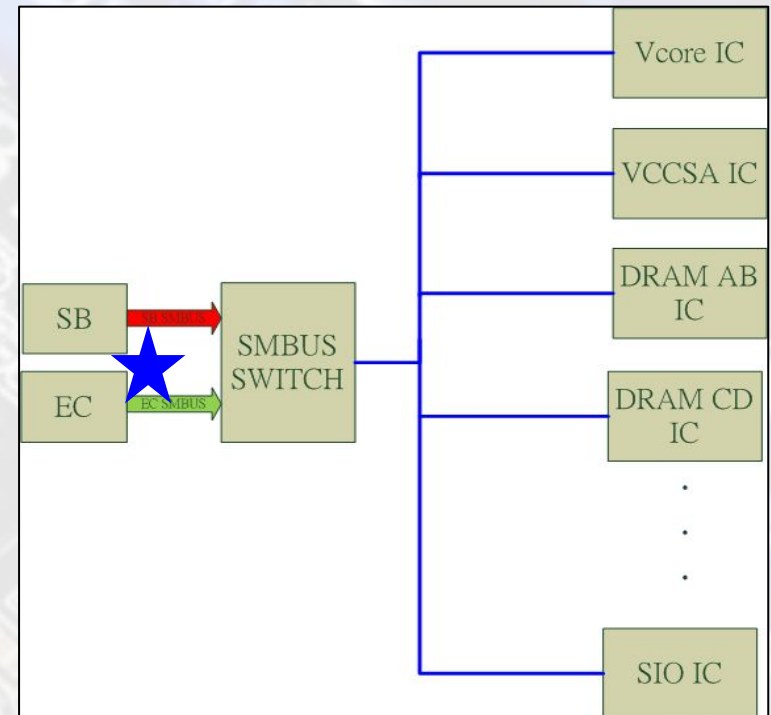 Vcore IC
VCCSA IC
DRAM AB
IC
SB
SB SMBUS
SMBUS
SWITCH
EC
EC SMBUS
DRAM CD
IC
SIO IC